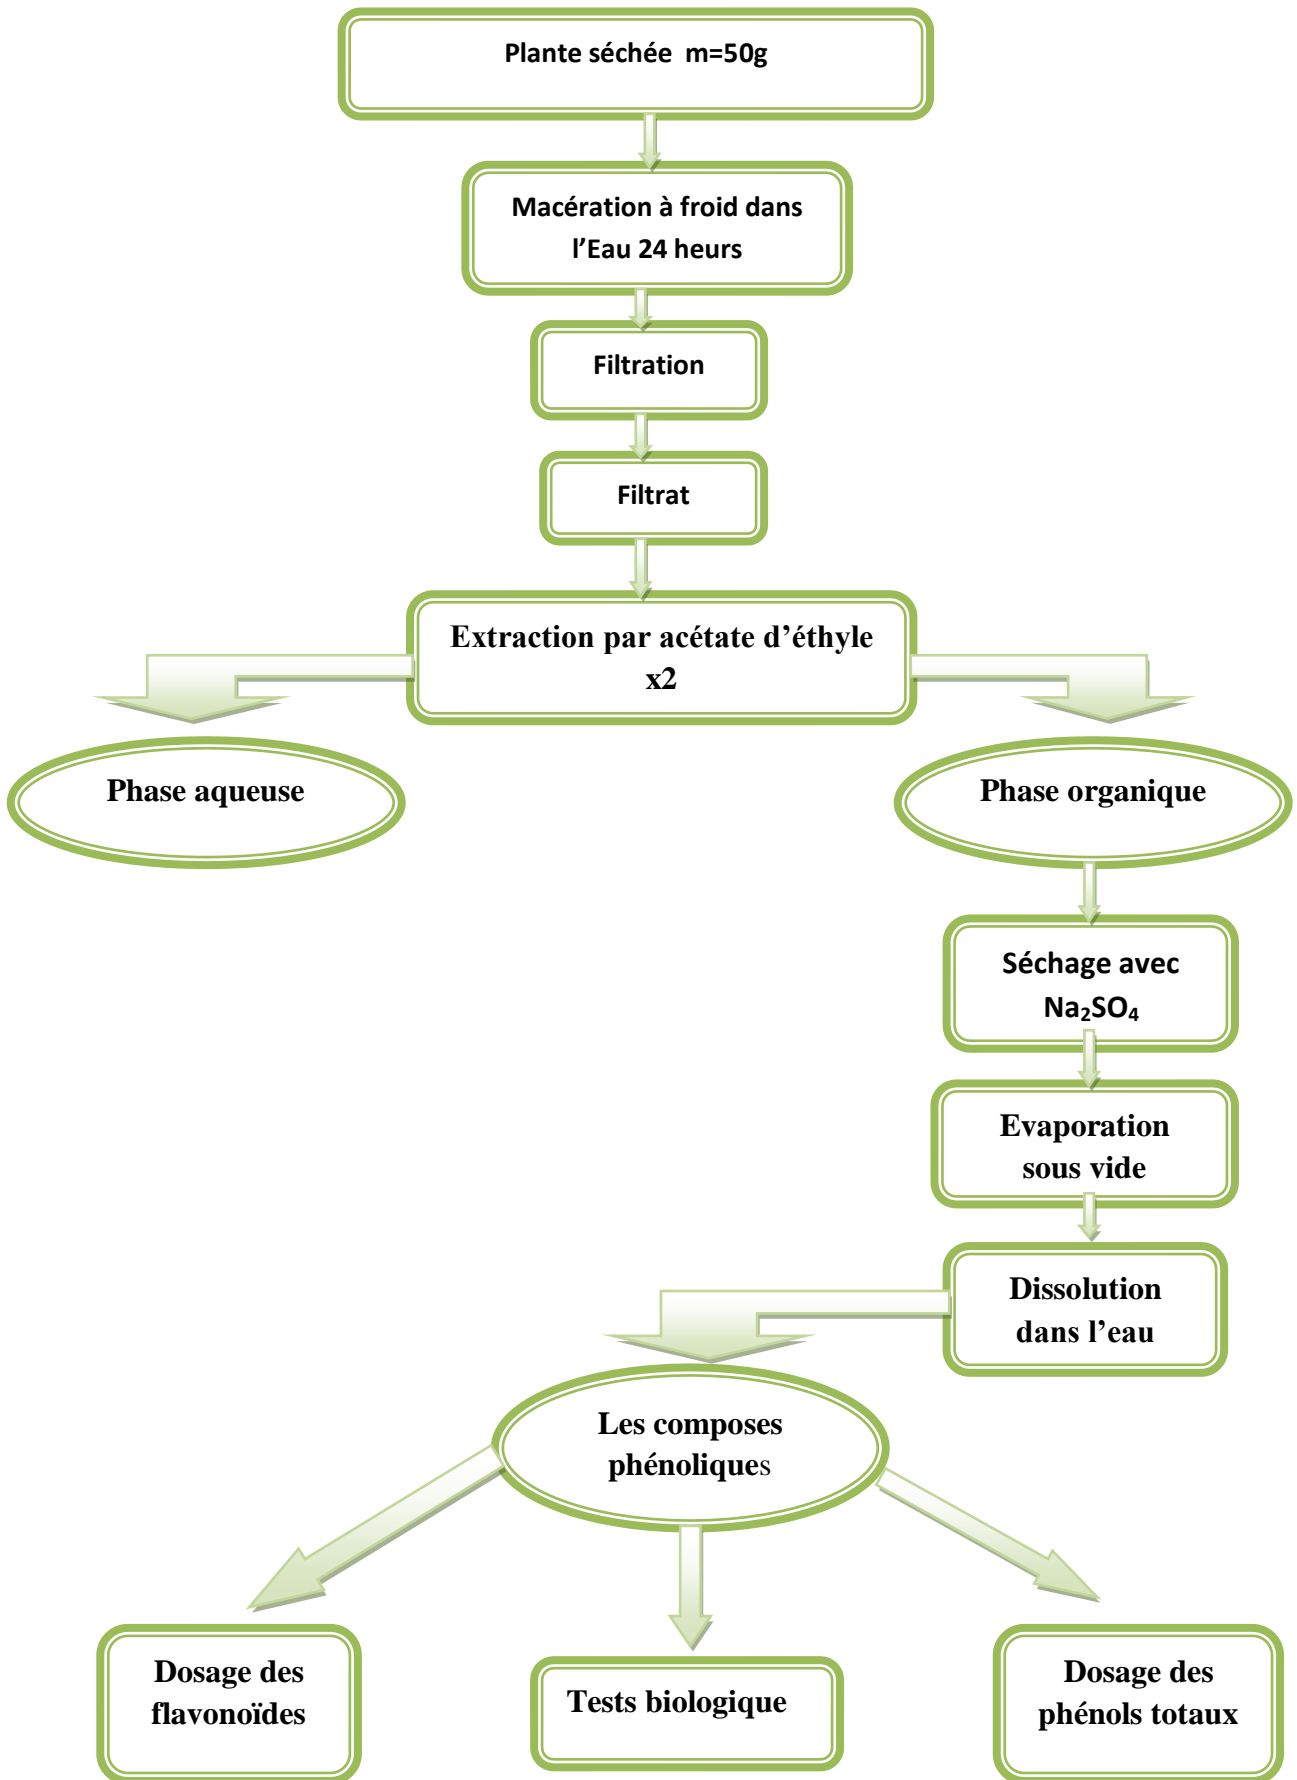 Plante séchée  m=50g
Macération à froid dans
l’Eau 24 heurs
Filtration
Filtrat
Extraction par acétate d’éthyle
x2
Phase aqueuse
Phase organique
Séchage avec
Na₂SO₄
Evaporation
sous vide
Dissolution
dans l’eau
Les composes
phénoliques
Dosage des
flavonoïdes
Tests biologique
Dosage des
phénols totaux